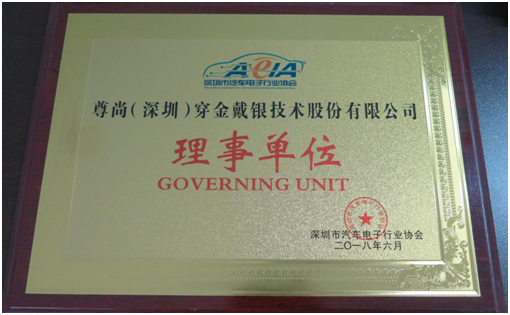 AEIA
深圳市汽车电子行业协会
尊尚(深圳)穿金戴银技术股份有限公司
理事单位
GOVERNING UNIT
深圳市汽车电子行业协会
二〇一八年六月